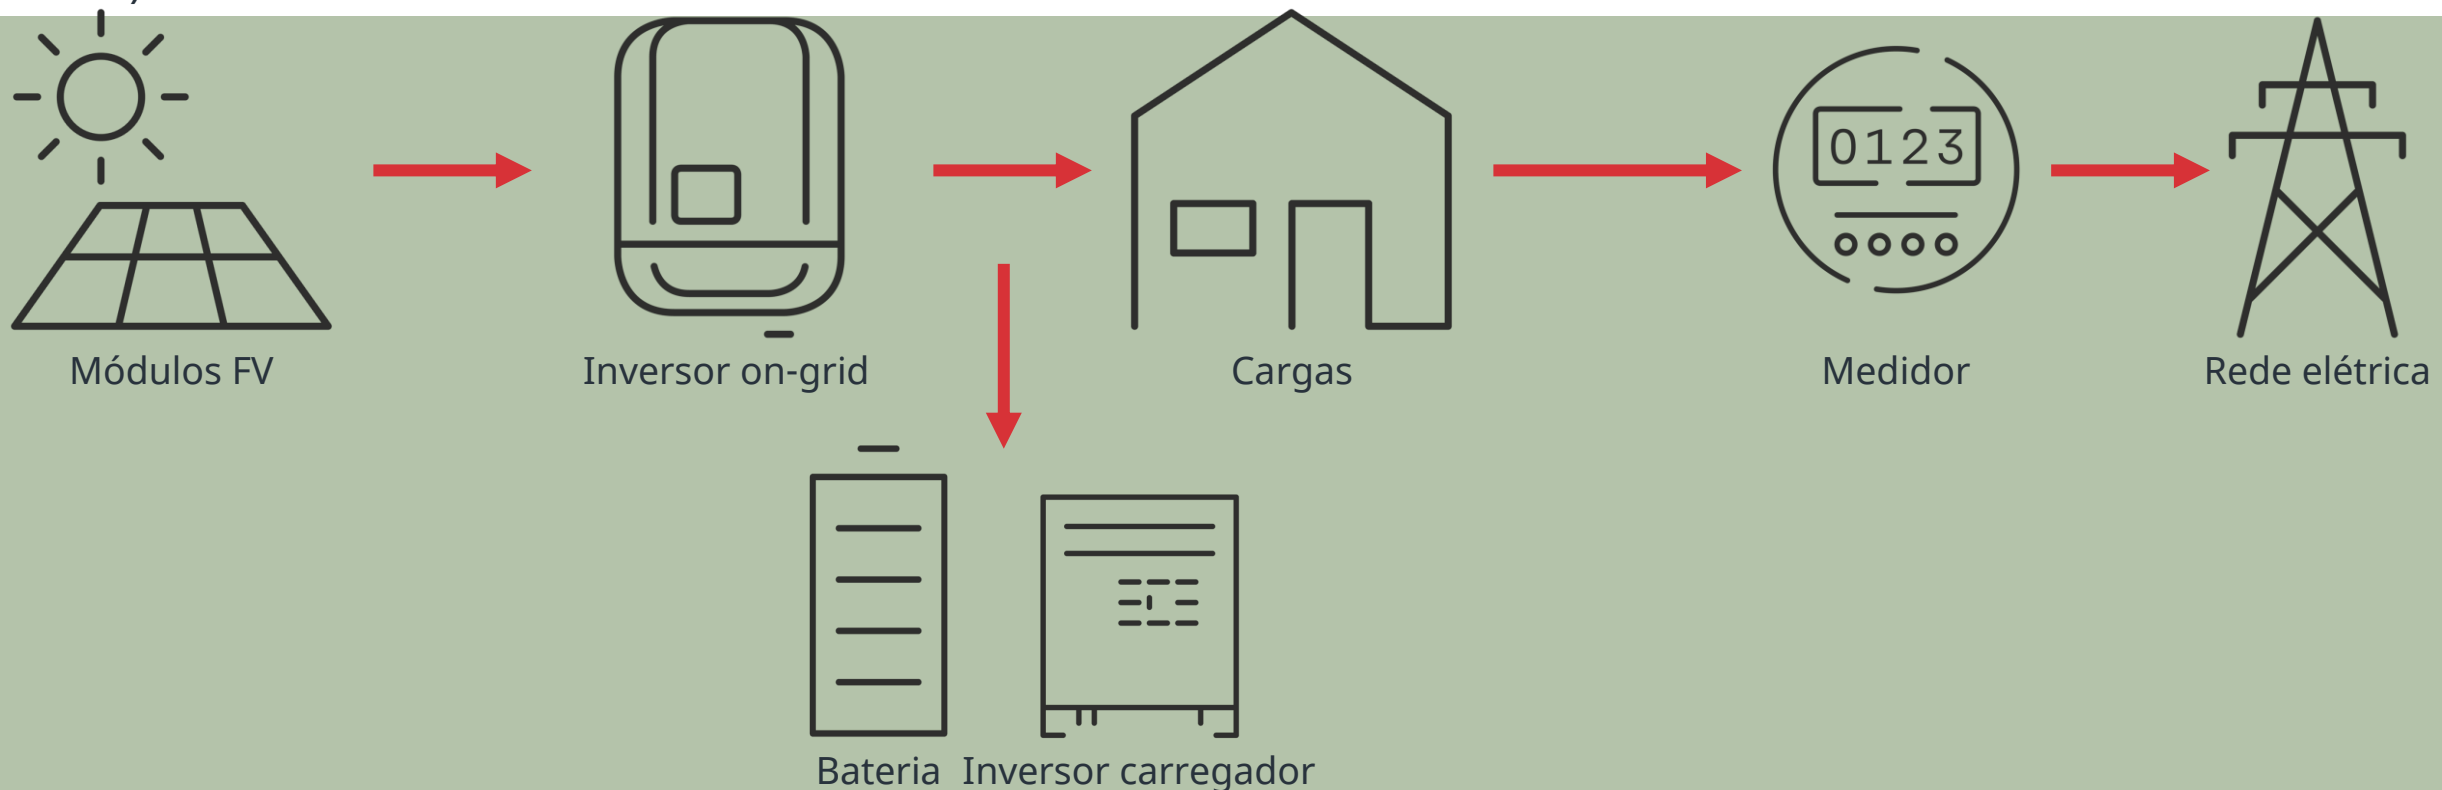 0123
Módulos FV
Inversor on-grid
Cargas
Medidor
Rede elétrica
Bateria
Inversor carregador